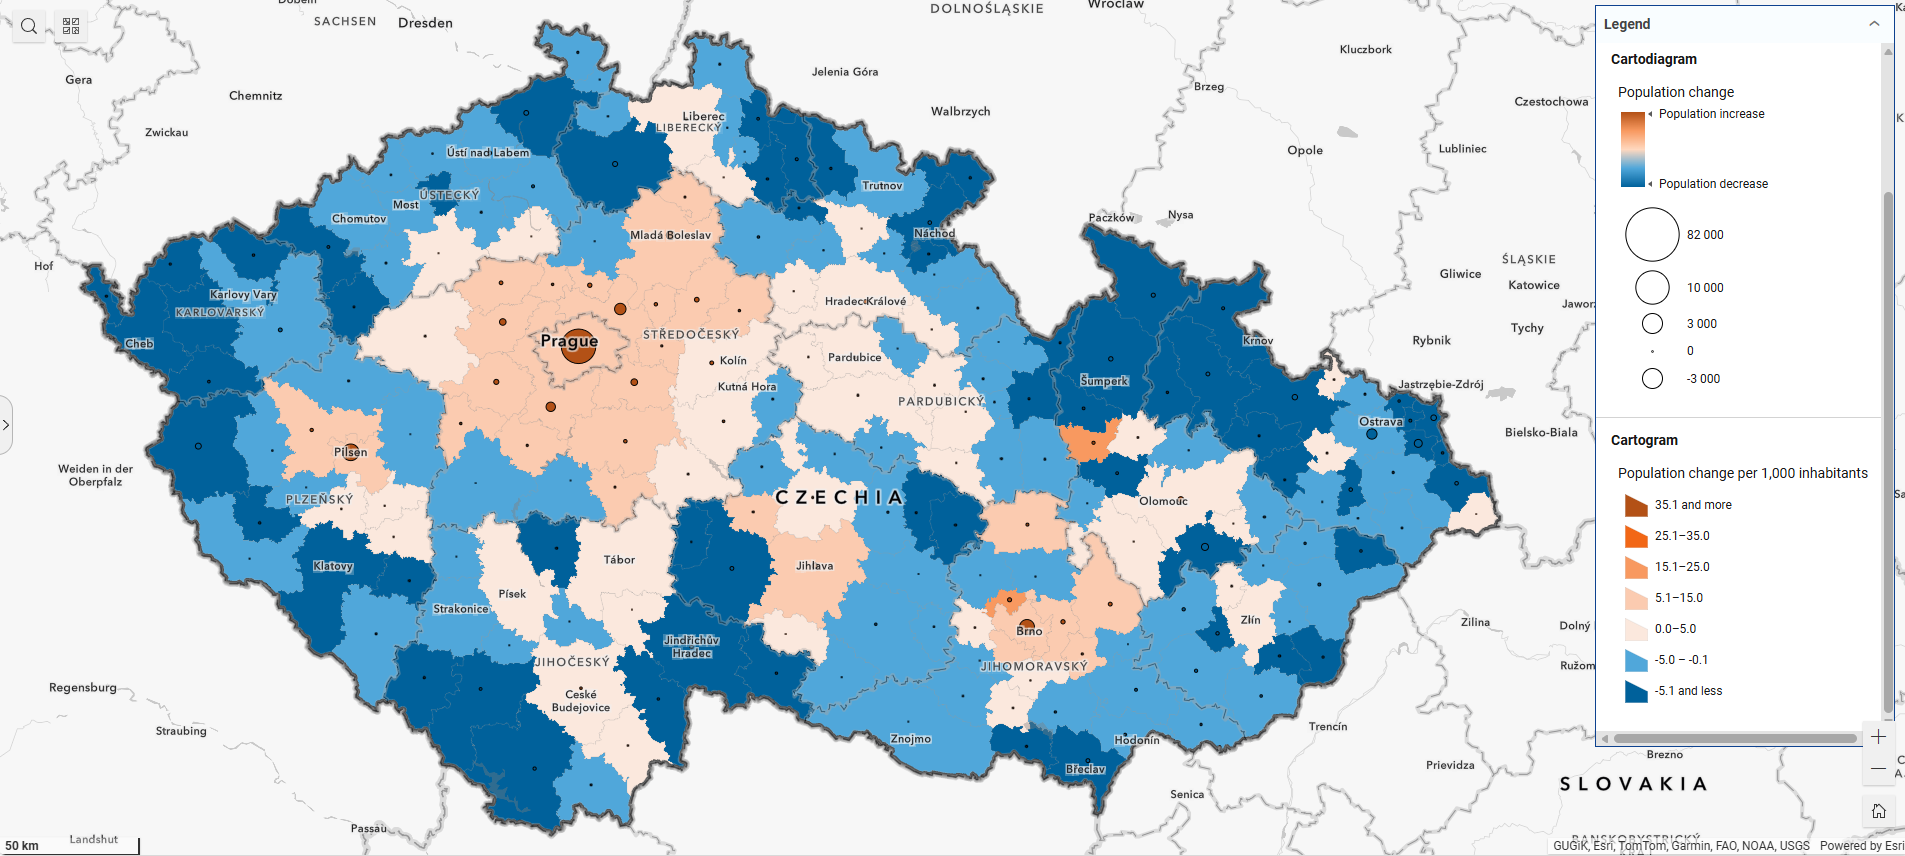 Döbeln
SACHSEN
Dresden
DOLNOŚLĄSKIE
Wrocław
Kluczbork
Gera
Jelenia Góra
Chemnitz
Brzeg
Walbrzych
Czestochowa
Zwickau
Liberec
LIBERECKÝ
Opole
Lubliniec
Ústí nad Labem
Trutnov
ÚSTECKÝ
Most
Chomutov
Paczków
Nysa
Mladá Boleslav
Náchod
Hof
ŚLĄSKIE
Gliwice
Katowice
Karlovy Vary
KARLOVARSKÝ
Hradec Králové
Jaworz
Tychy
Prague
STŘEDOČESKÝ
Rybnik
Krnov
Cheb
Kolín
Pardubice
Kutná Hora
Šumperk
Jastrzębie-Zdrój
PARDUBICKÝ
Ostrava
Bielsko-Biala
Pilsen
Weiden in der
Oberpfalz
PLZEŇSKÝ
CZECHIA
Olomouc
Klatovy
Tábor
Jihlava
Písek
Strakonice
Zlín
Zilina
Dolný
Brno
Jindřichův
Hradec
JIHOČESKÝ
JIHOMORAVSKÝ
Ružom
Regensburg
České
Budejovice
Straubing
Znojmo
Hodonín
Trencín
Břeclav
Prievidza
Brezno
SLOVAKIA
Senica
Passau
Landshut
BANSKOBYSTRICKÝ
50 km
Legend
Cartodiagram
Population change
Population increase
Population decrease
82 000
10 000
3 000
0
-3 000
Cartogram
Population change per 1,000 inhabitants
35.1 and more
25.1–35.0
15.1–25.0
5.1–15.0
0.0–5.0
-5.0 – -0.1
-5.1 and less
GUGiK, Esri, TomTom, Garmin, FAO, NOAA, USGS
Powered by Esri